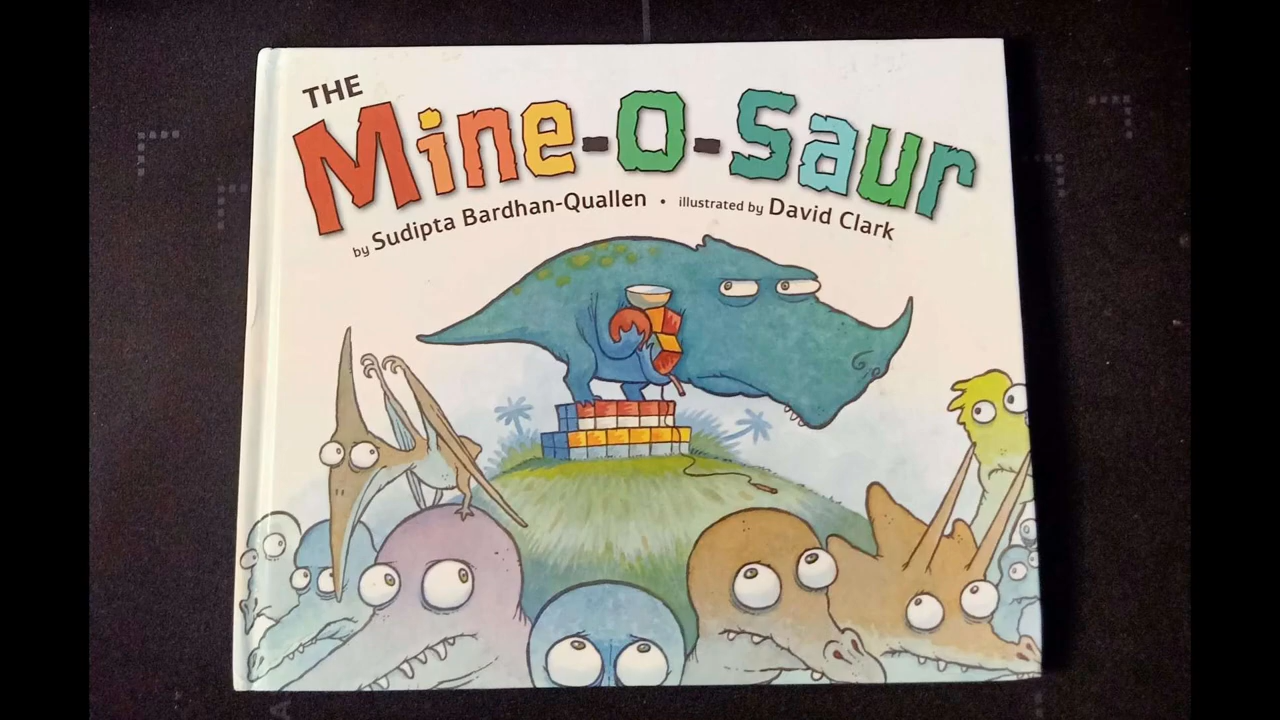 THE
Mine-O-Saur
by Sudipta Bardhan-Quallen • illustrated by David Clark